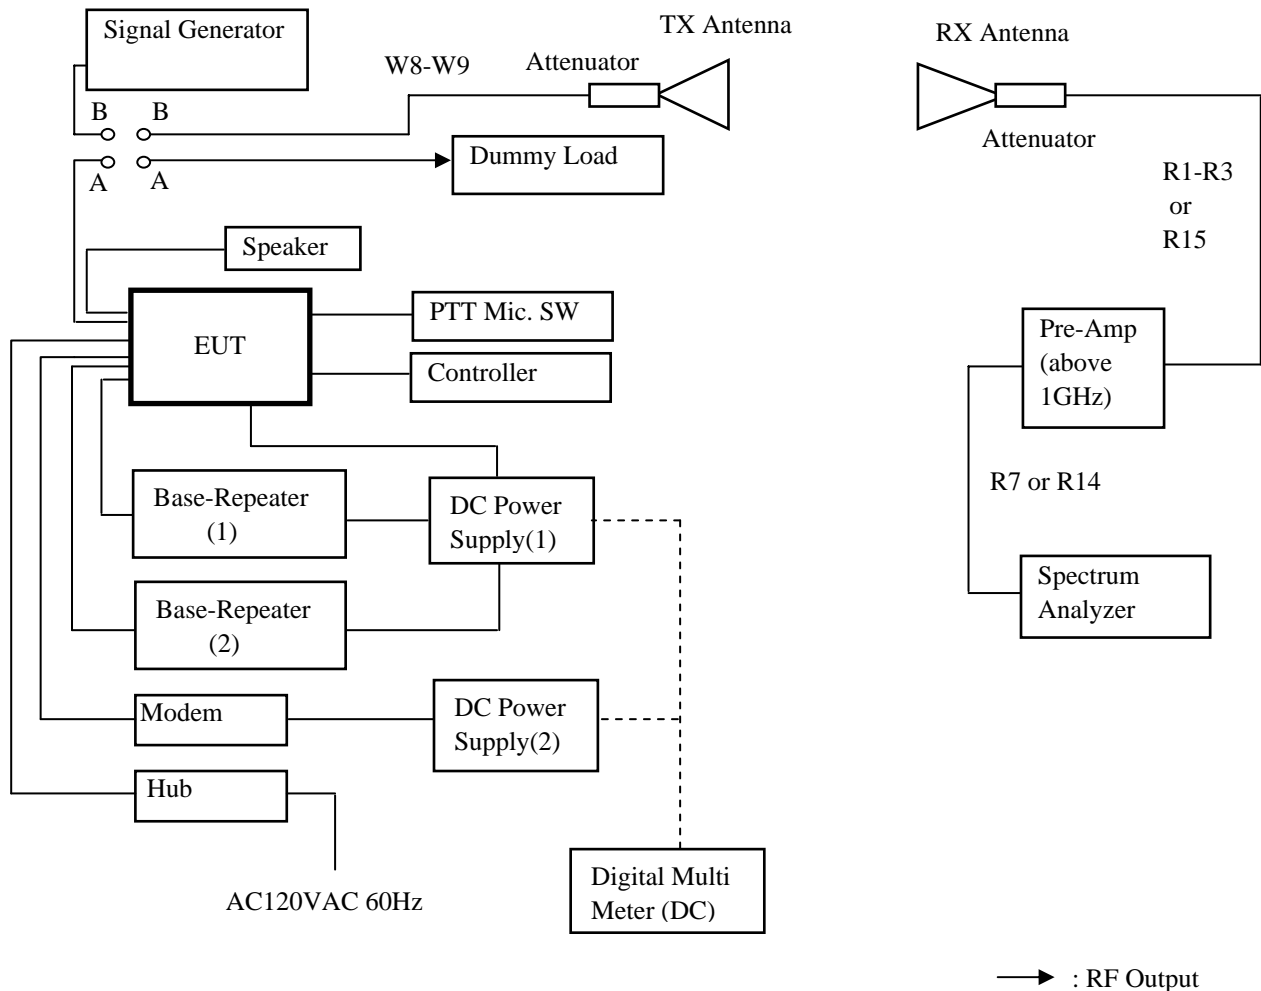 Signal Generator
TX Antenna
RX Antenna
W8-W9
Attenuator
B
B
A
A
Dummy Load
Attenuator
R1-R3
or
R15
Speaker
EUT
PTT Mic. SW
Controller
Pre-Amp
(above
1GHz)
R7 or R14
Base-Repeater
(1)
DC Power
Supply(1)
Spectrum
Analyzer
Base-Repeater
(2)
Modem
DC Power
Supply(2)
Hub
AC120VAC 60Hz
Digital Multi
Meter (DC)
: RF Output